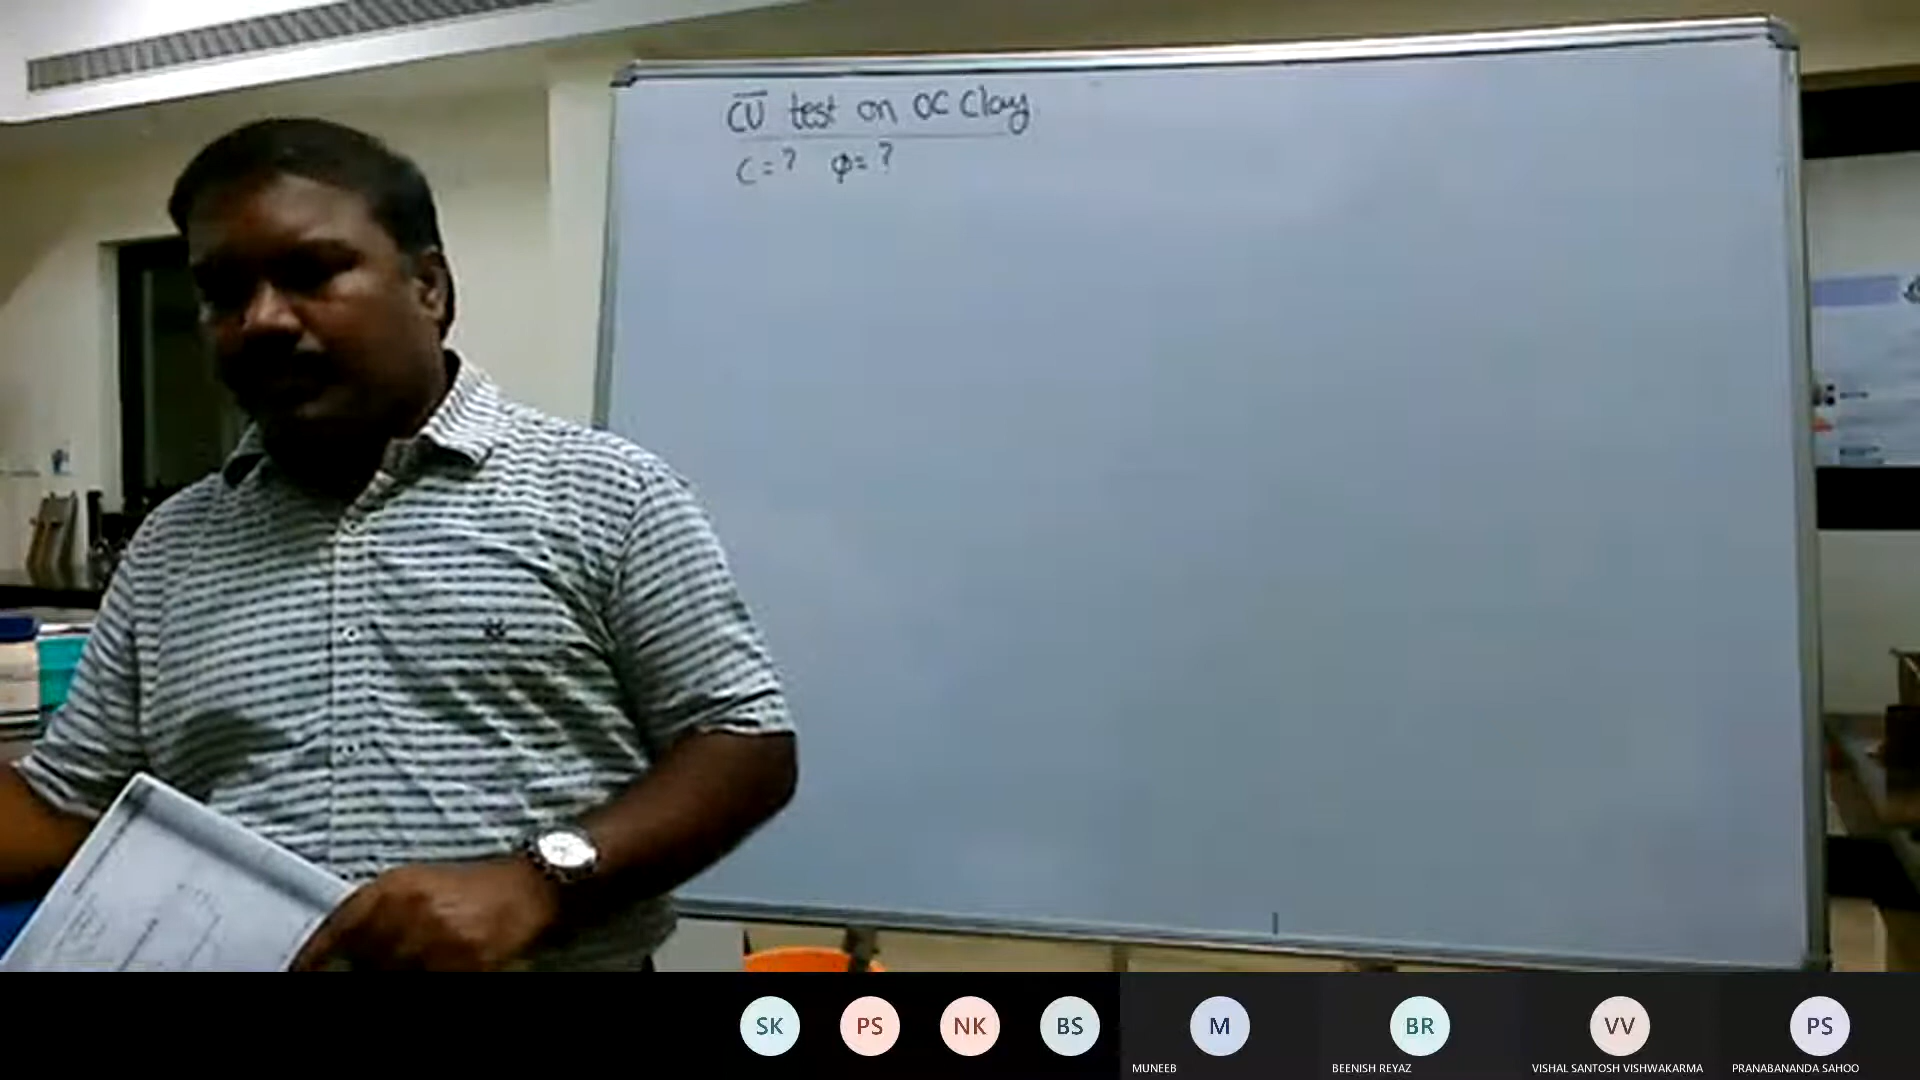 C̅U̅ test on OC Clay
C = ? φ = ?
SK
PS
NK
BS
M
BR
VV
PS
MUNEEB
BEENISH REYAZ
VISHAL SANTOSH VISHWAKARMA
PRANABANANDA SAHOO